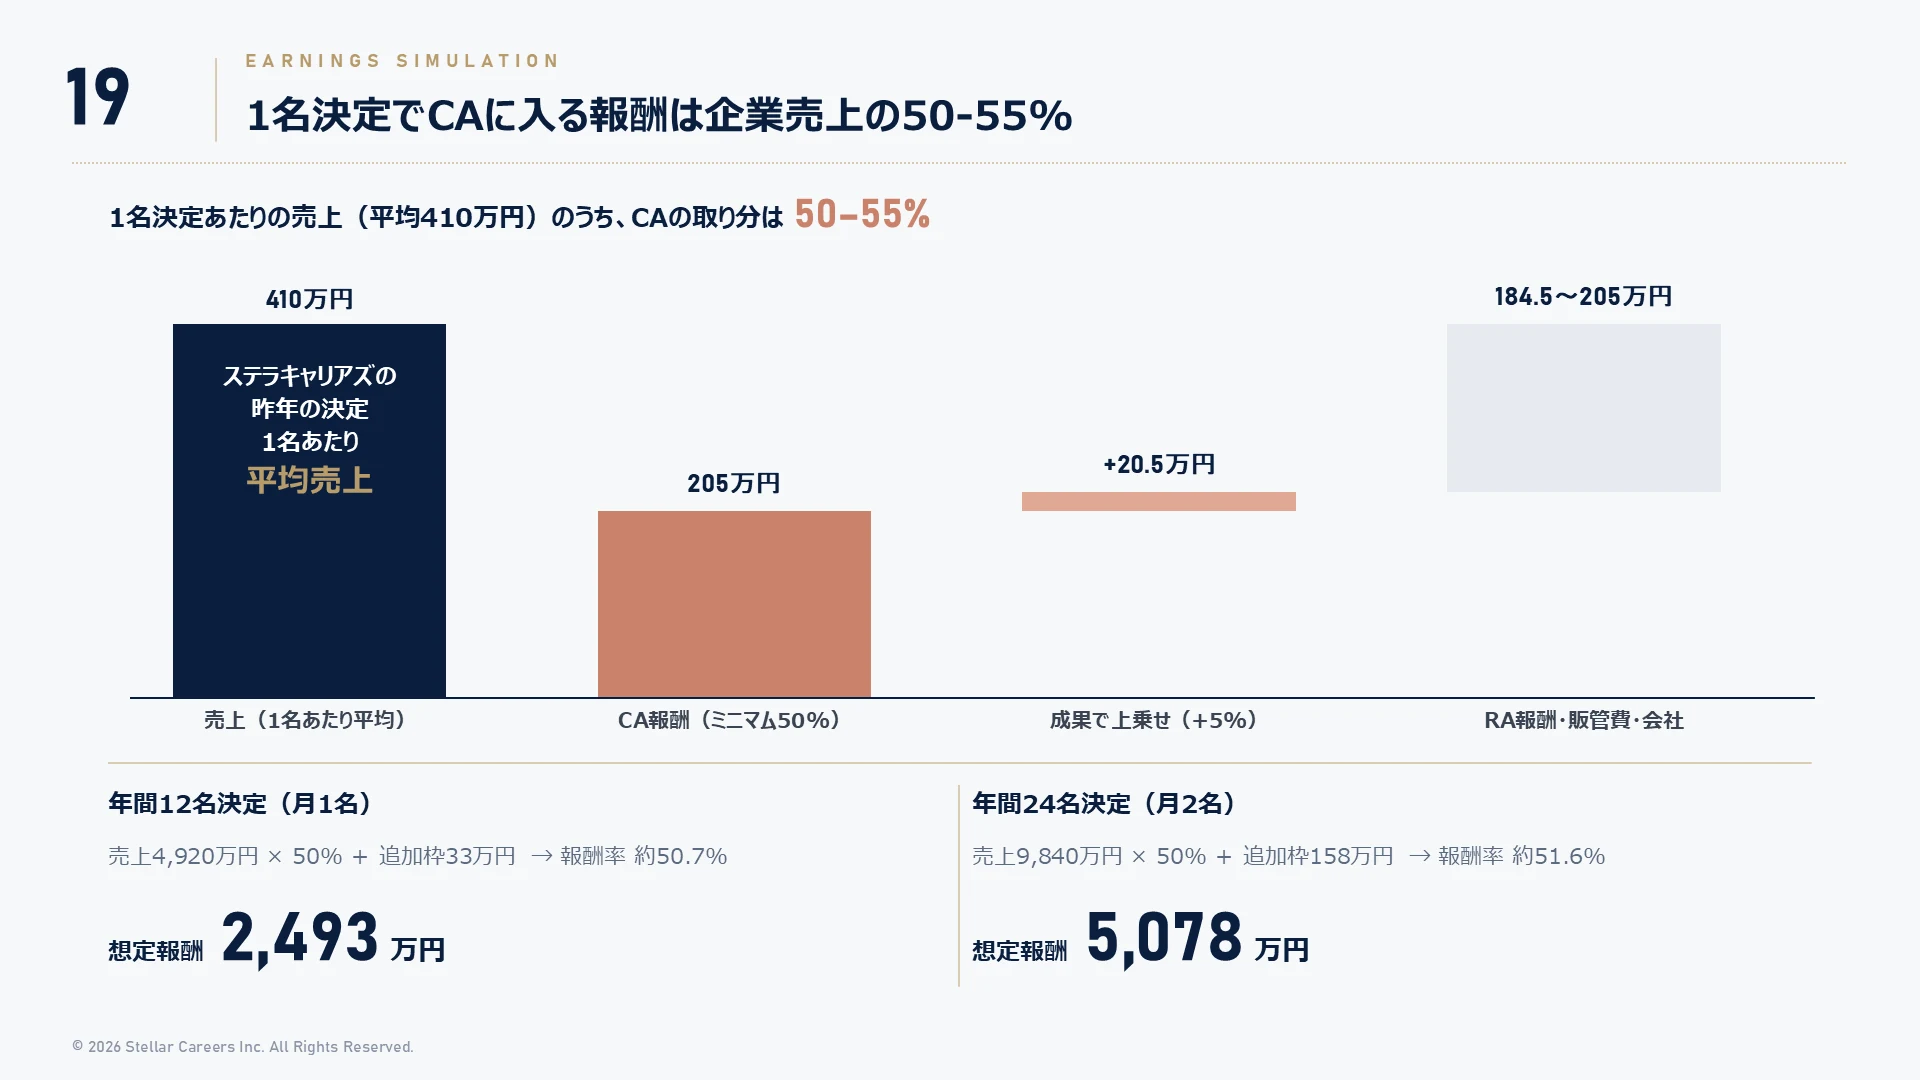 19
EARNINGS SIMULATION
1名決定でCAに入る報酬は企業売上の50-55%
1名決定あたりの売上（平均410万円）のうち、CAの取り分は 50–55%
410万円
ステラキャリアズの
昨年の決定
1名あたり
平均売上
205万円
+20.5万円
184.5〜205万円
売上（1名あたり平均）
CA報酬（ミニマム50%）
成果で上乗せ（+5%）
RA報酬・販管費・会社
年間12名決定（月1名）
売上4,920万円 × 50% + 追加枠33万円 → 報酬率 約50.7%
想定報酬 2,493 万円
年間24名決定（月2名）
売上9,840万円 × 50% + 追加枠158万円 → 報酬率 約51.6%
想定報酬 5,078 万円
© 2026 Stellar Careers Inc. All Rights Reserved.